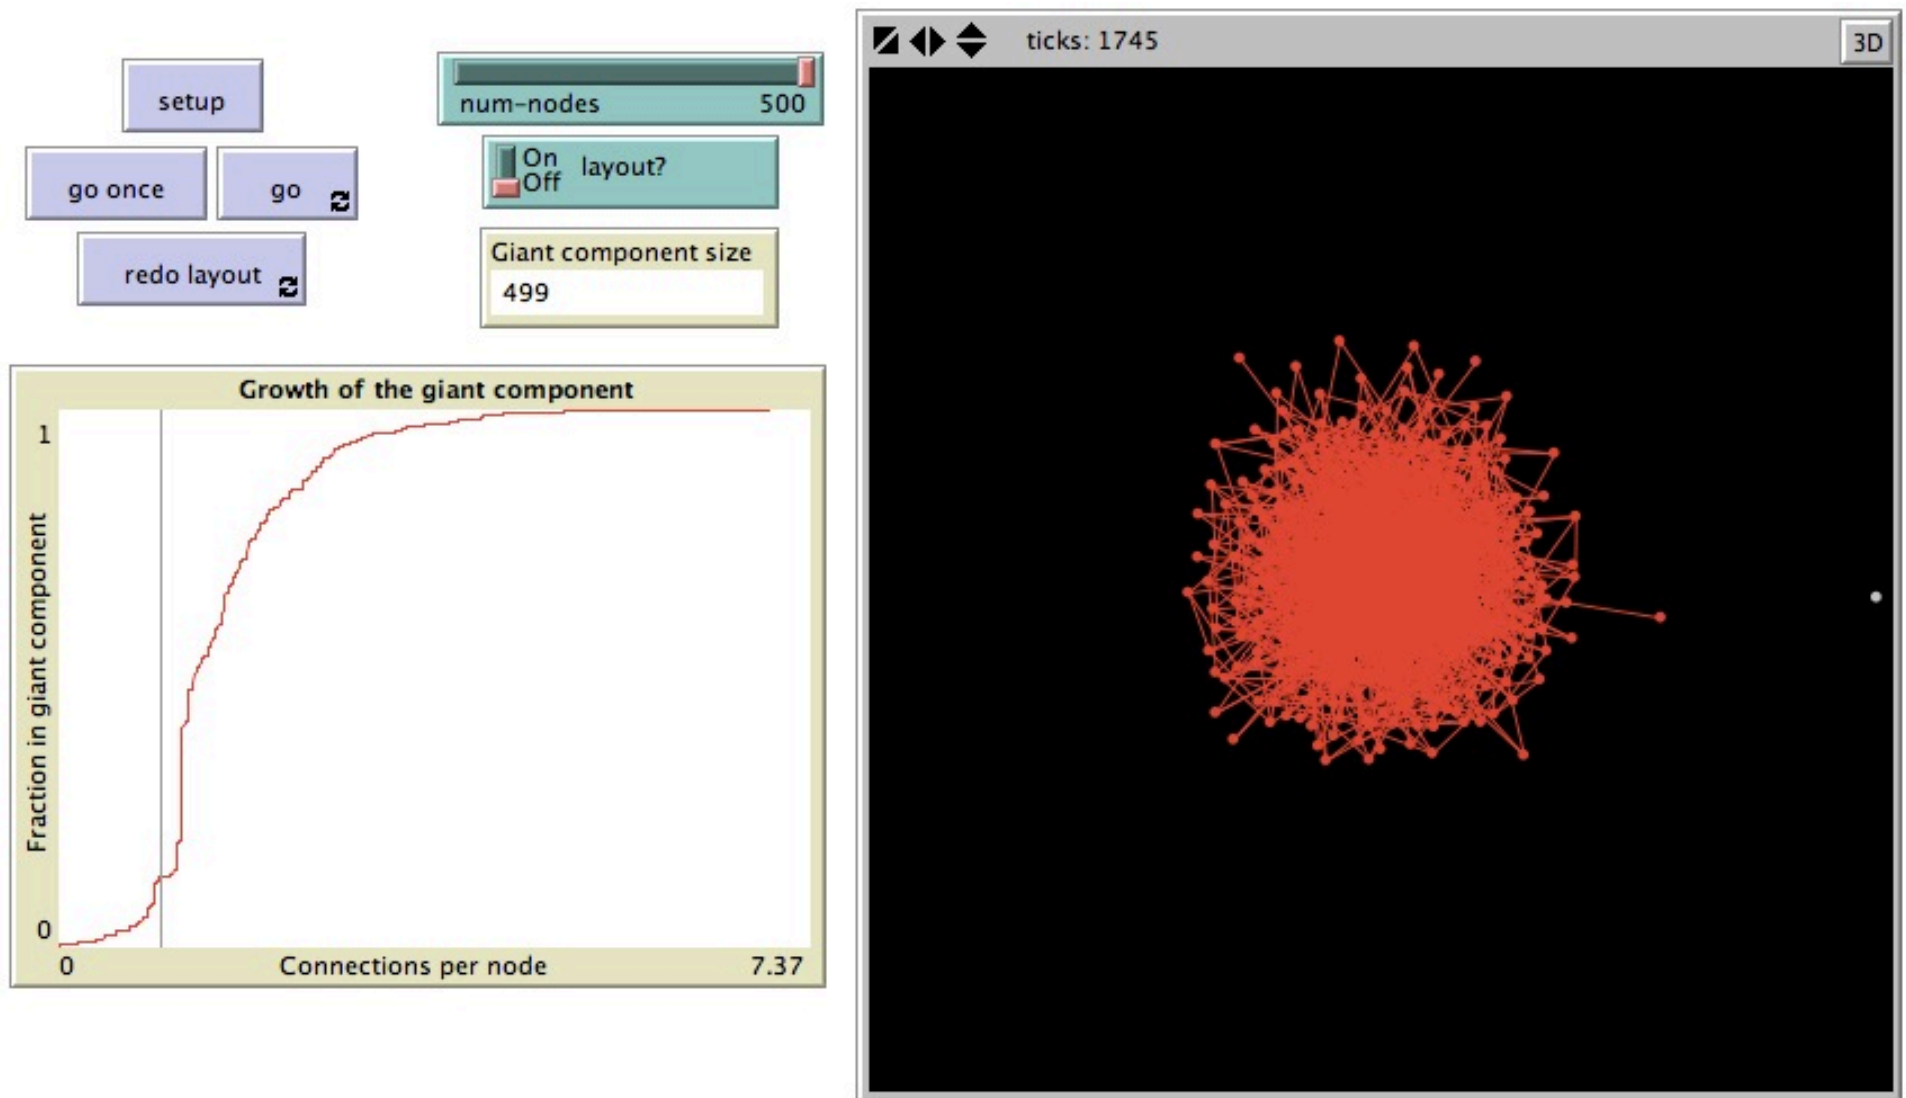 setup
go once
go
redo layout
num-nodes 500
On
Off
layout?
Giant component size
499
Growth of the giant component
1
Fraction in giant component
0
0
Connections per node
7.37
ticks: 1745
3D